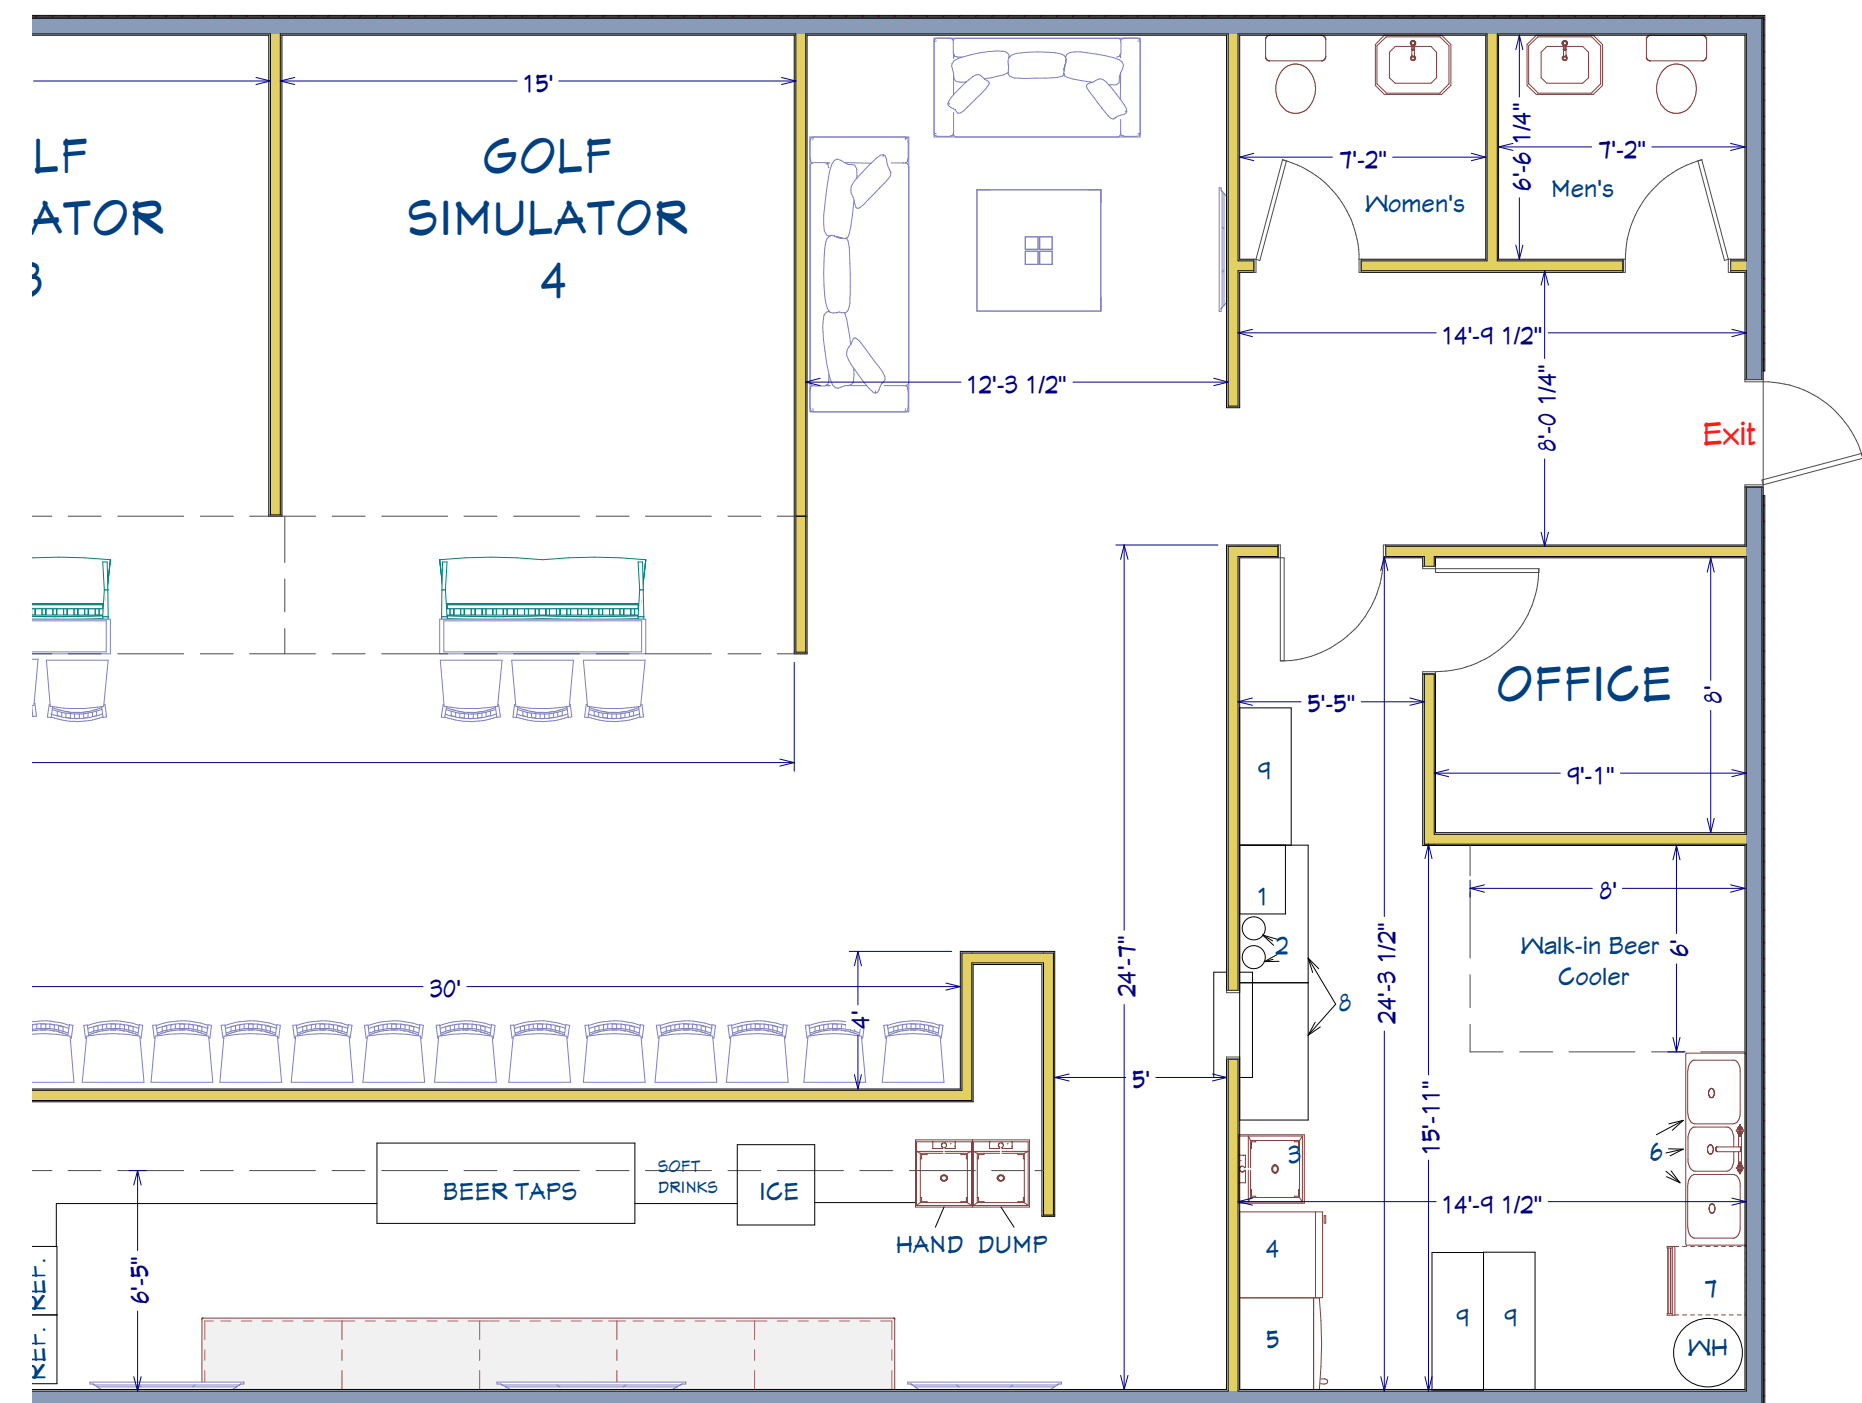 15'
LF
ATOR
3
GOLF
SIMULATOR
4
7'-2"
Women's
6'-6 1/4"
7'-2"
Men's
14'-9 1/2"
12'-3 1/2"
8'-0 1/4"
Exit
OFFICE
8'
5'-5"
9'-1"
9
1
2
8
8'
Walk-in Beer
Cooler
6'
24'-7"
24'-3 1/2"
30'
4'
5'
15'-11"
3
6
14'-9 1/2"
BEER TAPS
SOFT
DRINKS
ICE
HAND DUMP
4
5
9
9
7
WH
6'-5"
REF.
REF.